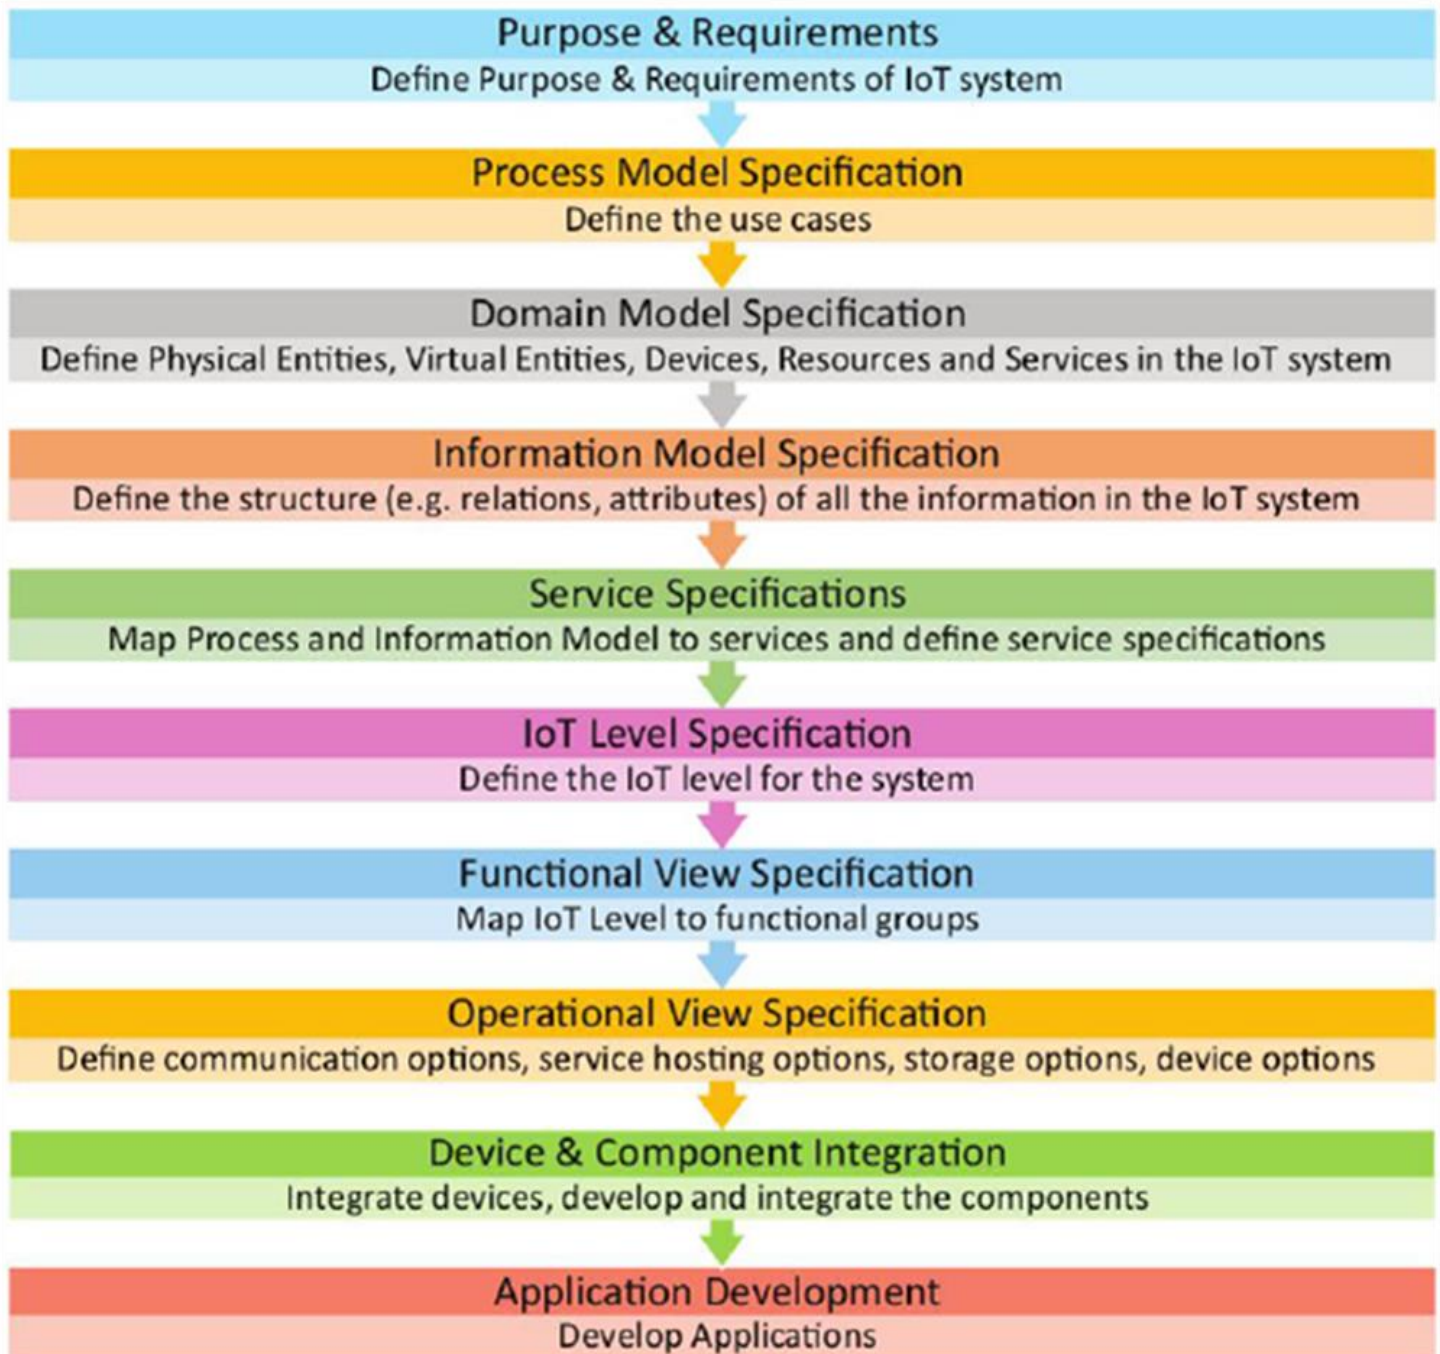 Purpose & Requirements
Define Purpose & Requirements of IoT system
Process Model Specification
Define the use cases
Domain Model Specification
Define Physical Entities, Virtual Entities, Devices, Resources and Services in the IoT system
Information Model Specification
Define the structure (e.g. relations, attributes) of all the information in the IoT system
Service Specifications
Map Process and Information Model to services and define service specifications
IoT Level Specification
Define the IoT level for the system
Functional View Specification
Map IoT Level to functional groups
Operational View Specification
Define communication options, service hosting options, storage options, device options
Device & Component Integration
Integrate devices, develop and integrate the components
Application Development
Develop Applications